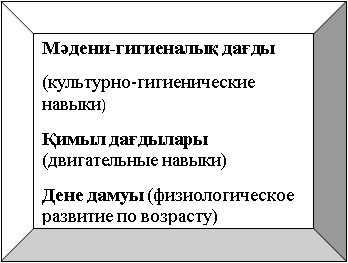 Мәдени-гигиеналық дағды
(культурно-гигиенические
навыки)
Қимыл дағдылары
(двигательные навыки)
Дене дамуы (физиологическое
развитие по возрасту)